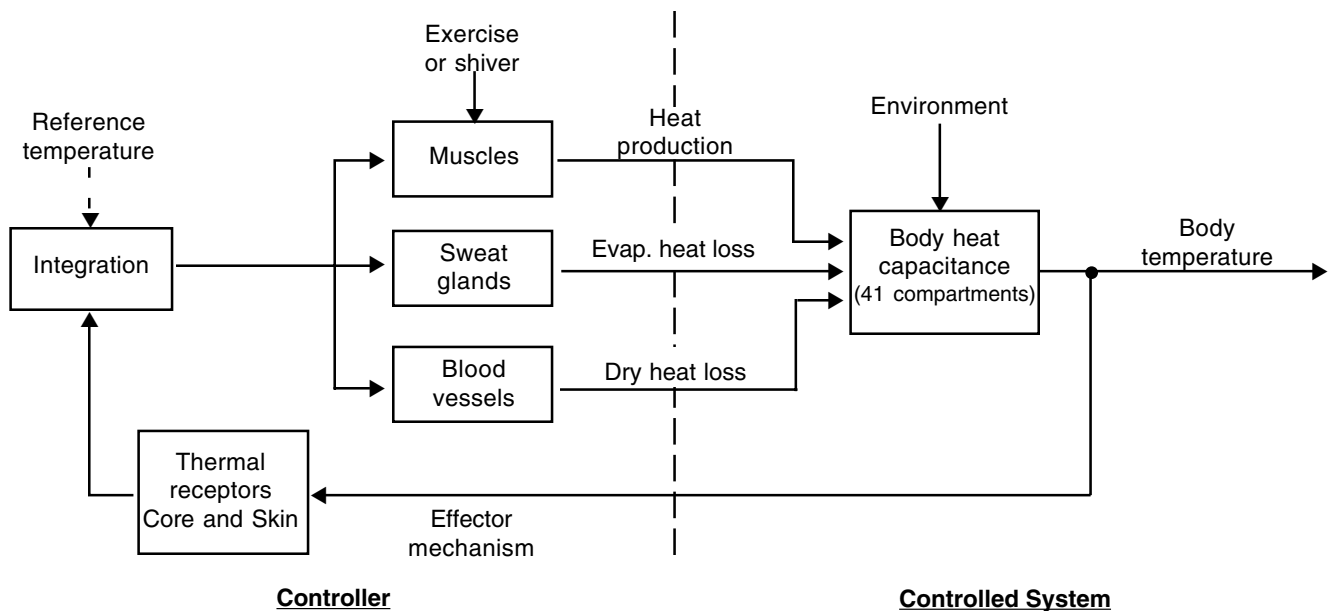 Exercise
or shiver
Reference
temperature
Muscles
Heat
production
Environment
Integration
Sweat
glands
Evap. heat loss
Body heat
capacitance
(41 compartments)
Body
temperature
Blood
vessels
Dry heat loss
Thermal
receptors
Core and Skin
Effector
mechanism
Controller
Controlled System